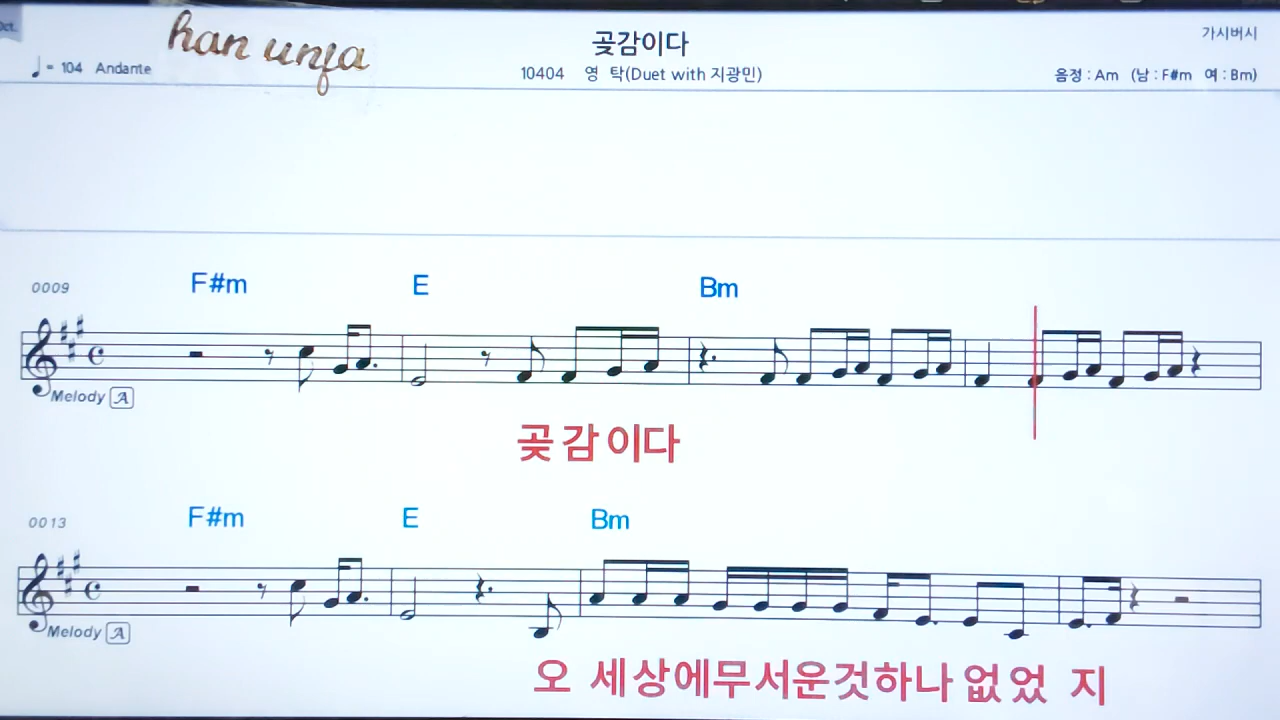 Oct.
han unja
곶감이다
가시버시
♩= 104 Andante
10404 영 탁(Duet with 지광민)
음정 : Am (남 : F#m 여 : Bm)
0009 F#m E Bm
Melody A
곶감이다
0013 F#m E Bm
Melody A
오 세상에무서운것하나 없었 지